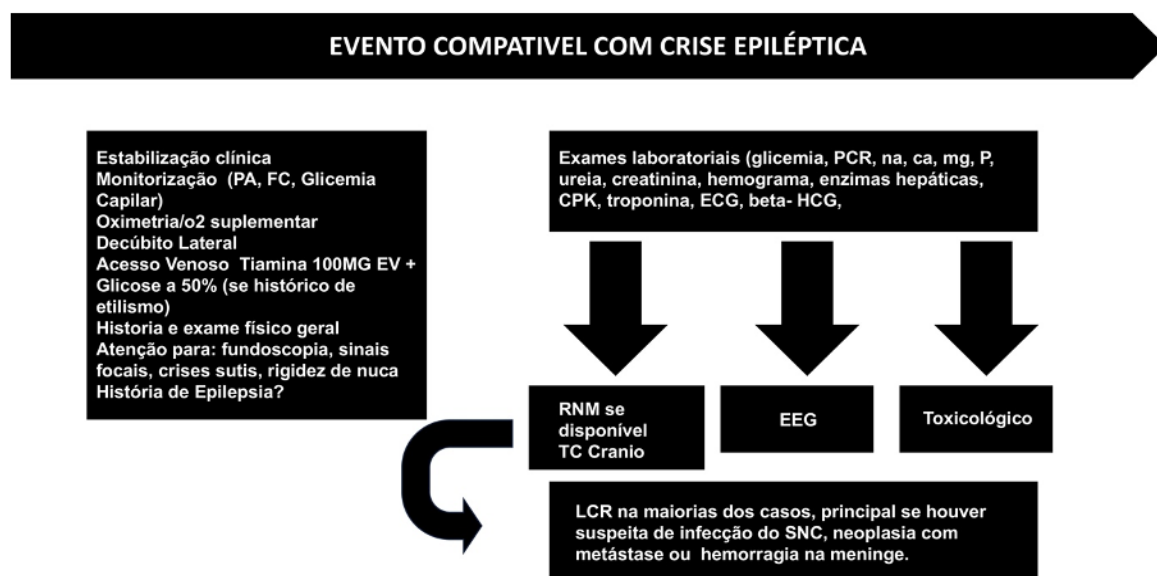 EVENTO COMPATIVEL COM CRISE EPILÉPTICA
Estabilização clínica
Monitorização (PA, FC, Glicemia
Capilar)
Oximetria/o2 suplementar
Decúbito Lateral
Acesso Venoso Tiamina 100MG EV +
Glicose a 50% (se histórico de
etilismo)
Historia e exame físico geral
Atenção para: fundoscopia, sinais
focais, crises sutis, rigidez de nuca
História de Epilepsia?
Exames laboratoriais (glicemia, PCR, na, ca, mg, P,
ureia, creatinina, hemograma, enzimas hepáticas,
CPK, troponina, ECG, beta- HCG,
RNM se
disponível
TC Cranio
EEG
Toxicológico
LCR na maiorias dos casos, principal se houver
suspeita de infecção do SNC, neoplasia com
metástase ou hemorragia na meninge.